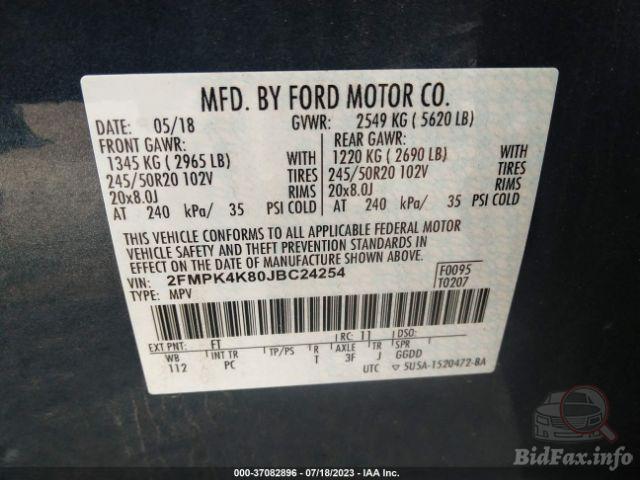 MFD. BY FORD MOTOR CO.
DATE: 05/18 GVWR: 2549 KG ( 5620 LB)
FRONT GAWR: REAR GAWR:
1345 KG ( 2965 LB) WITH 1220 KG ( 2690 LB) WITH
245/50R20 102V TIRES 245/50R20 102V TIRES
20x8.0J RIMS 20x8.0J RIMS
AT 240 kPa/ 35 PSI COLD AT 240 kPa/ 35 PSI COLD
THIS VEHICLE CONFORMS TO ALL APPLICABLE FEDERAL MOTOR
VEHICLE SAFETY AND THEFT PREVENTION STANDARDS IN
EFFECT ON THE DATE OF MANUFACTURE SHOWN ABOVE.
VIN: 2FMPK4K80JBC24254 F0095
TYPE: MPV T0207
EXT PNT: FT RC: 11 DSO:
WB INT TR TP/PS R AXLE TR SPR
112 PC T 3F J GGDD
UTC ▽ 5U5A-1520472-BA
000-37082896 - 07/18/2023 - IAA Inc.
BidFax.info